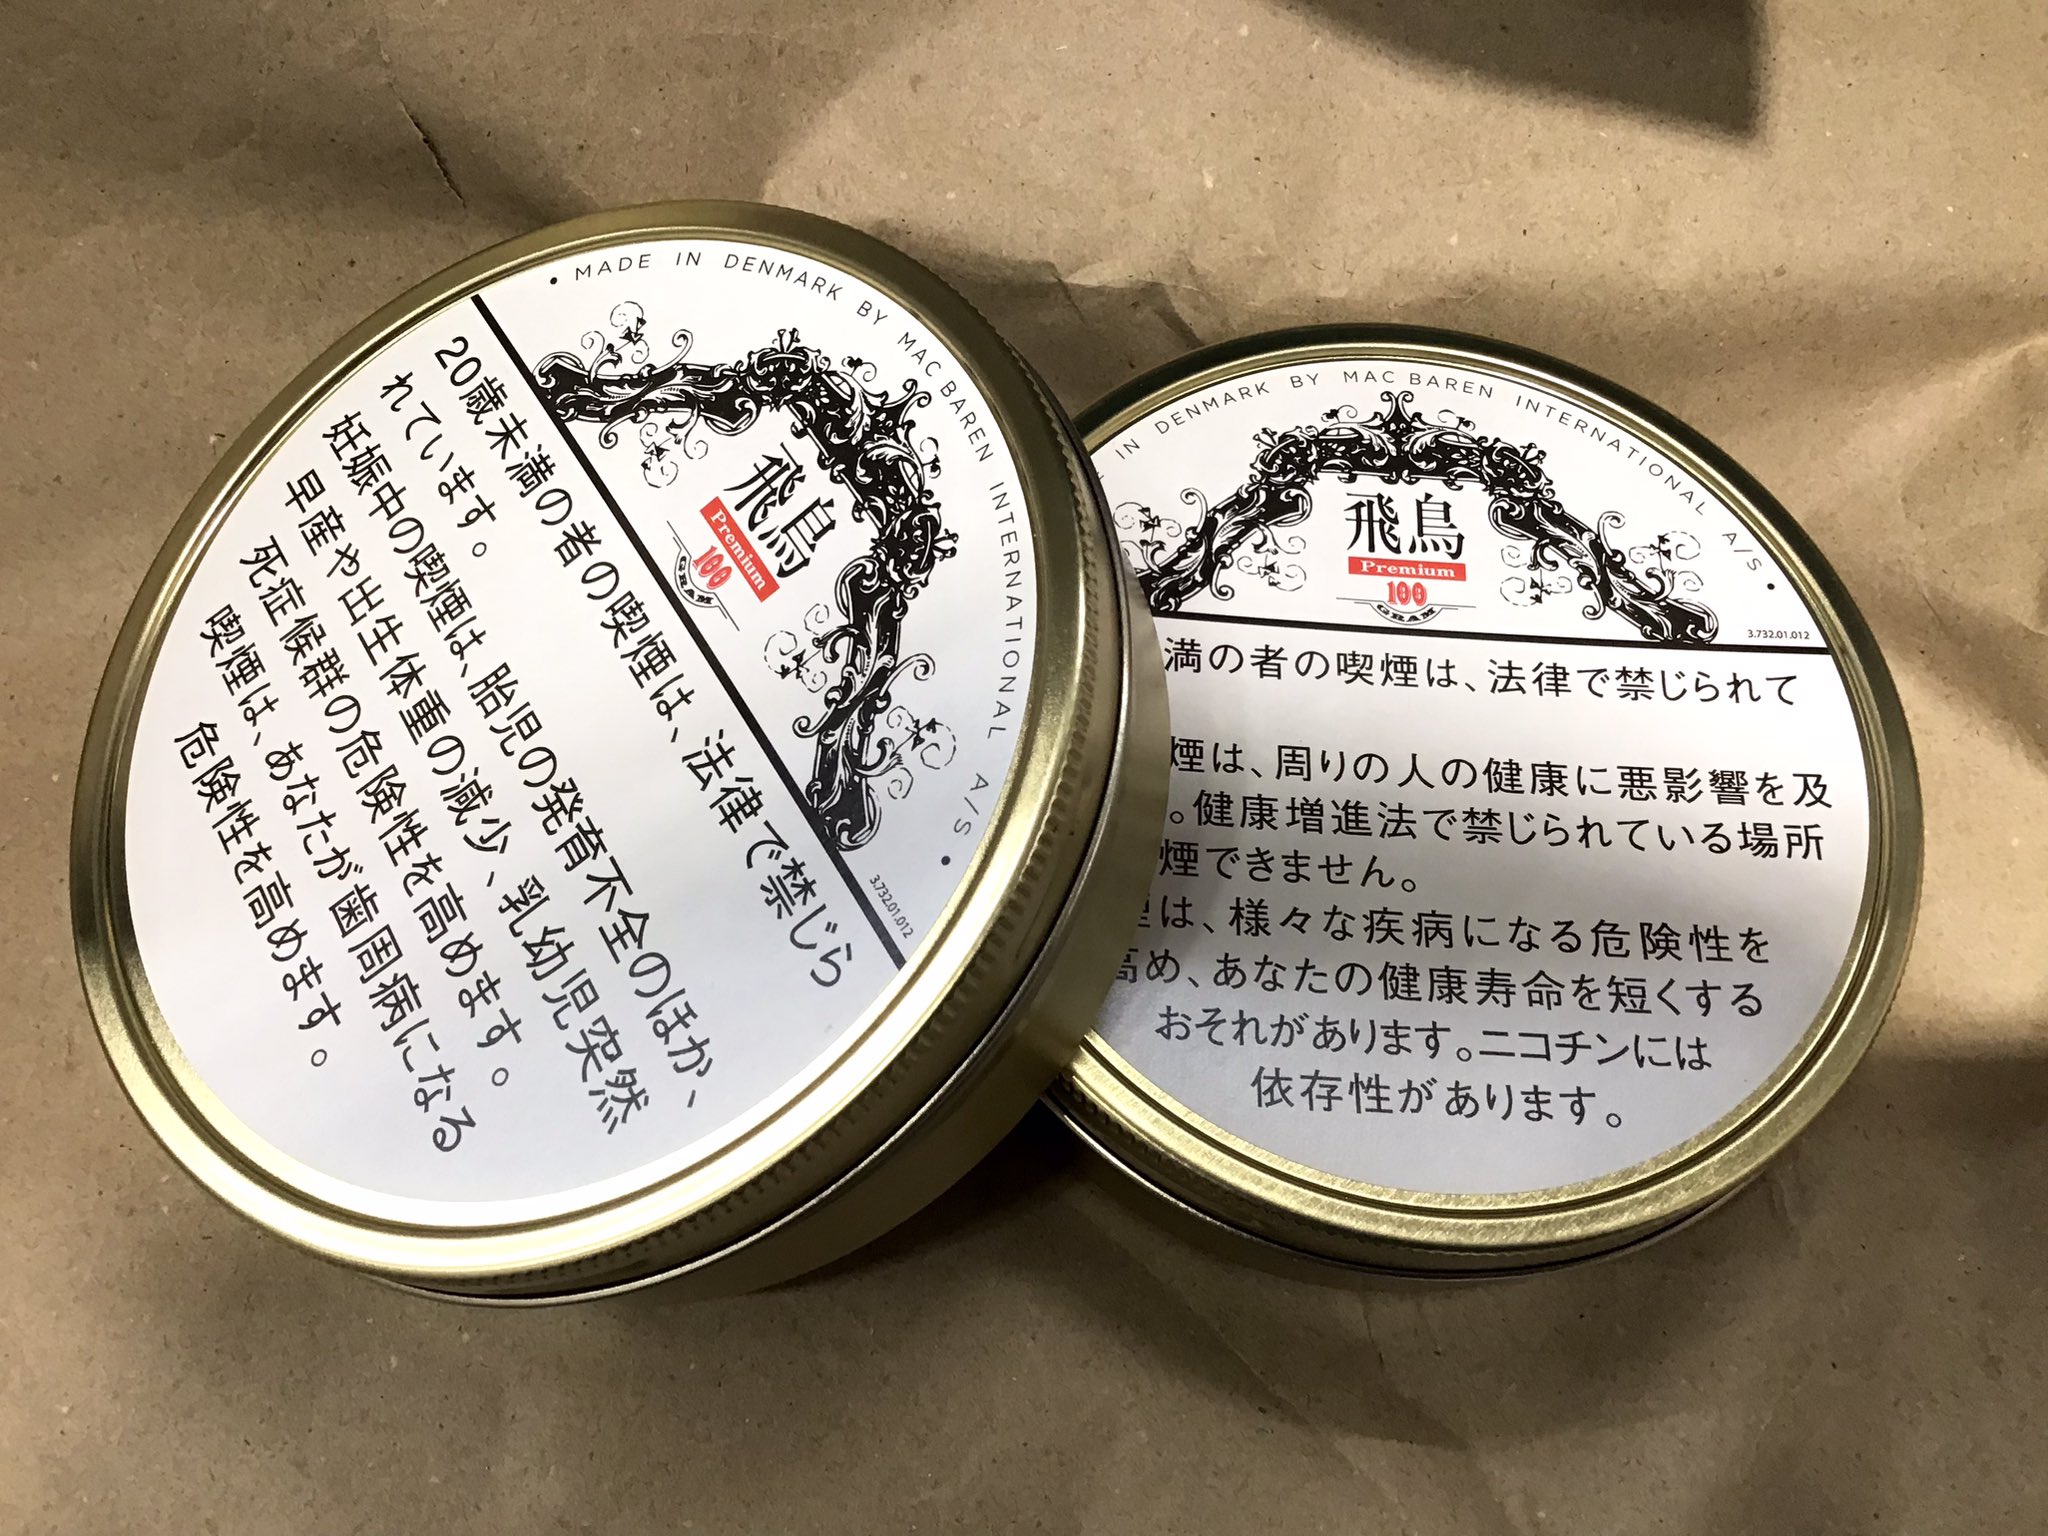 • MADE IN DENMARK BY MAC BAREN INTERNATIONAL A/S •
飛鳥
Premium
100
GRAM
3.732.01.012
20歳未満の者の喫煙は、法律で禁じら
れています。
妊娠中の喫煙は、胎児の発育不全のほか、
早産や出生体重の減少、乳幼児突然
死症候群の危険性を高めます。
喫煙は、あなたが歯周病になる
危険性を高めます。
IN DENMARK BY MAC BAREN INTERNATIONAL A/S •
飛鳥
Premium
100
GRAM
3.732.01.012
満の者の喫煙は、法律で禁じられて
煙は、周りの人の健康に悪影響を及
。健康増進法で禁じられている場所
煙できません。
は、様々な疾病になる危険性を
高め、あなたの健康寿命を短くする
おそれがあります。ニコチンには
依存性があります。